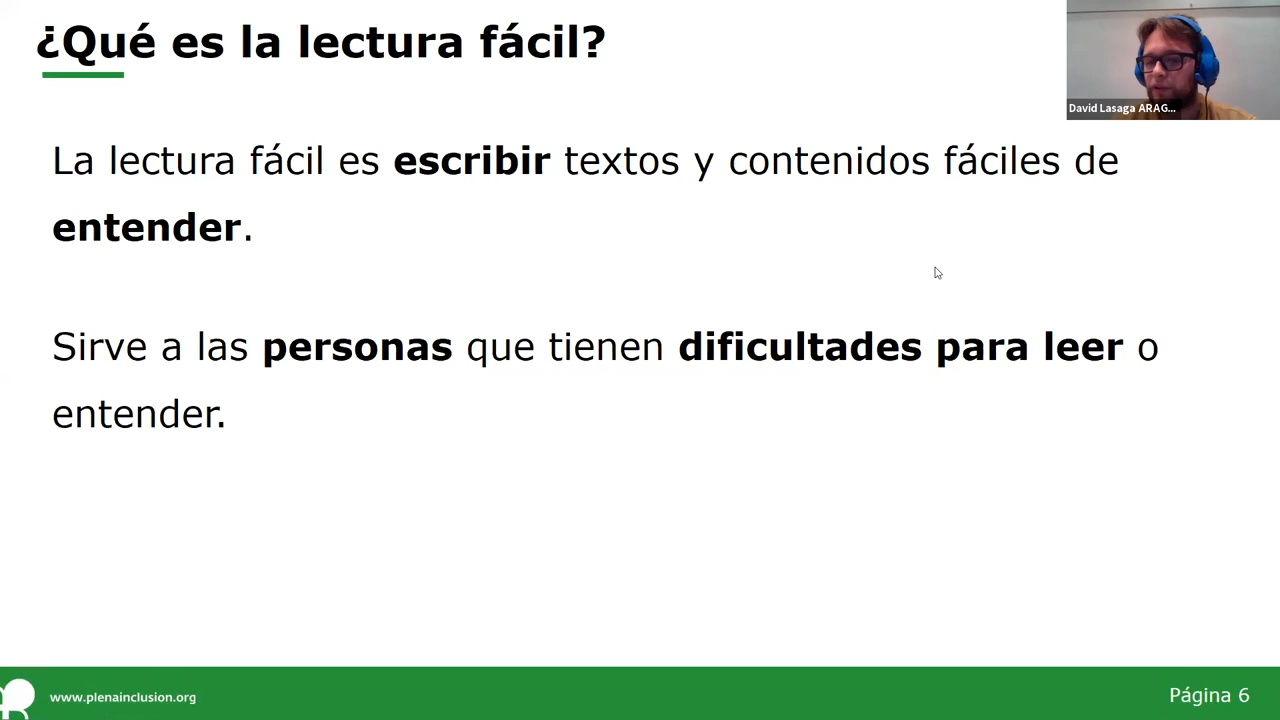 ¿Qué es la lectura fácil?
David Lasaga ARAG...
La lectura fácil es escribir textos y contenidos fáciles de
entender.
Sirve a las personas que tienen dificultades para leer o
entender.
www.plenainclusion.org
Página 6